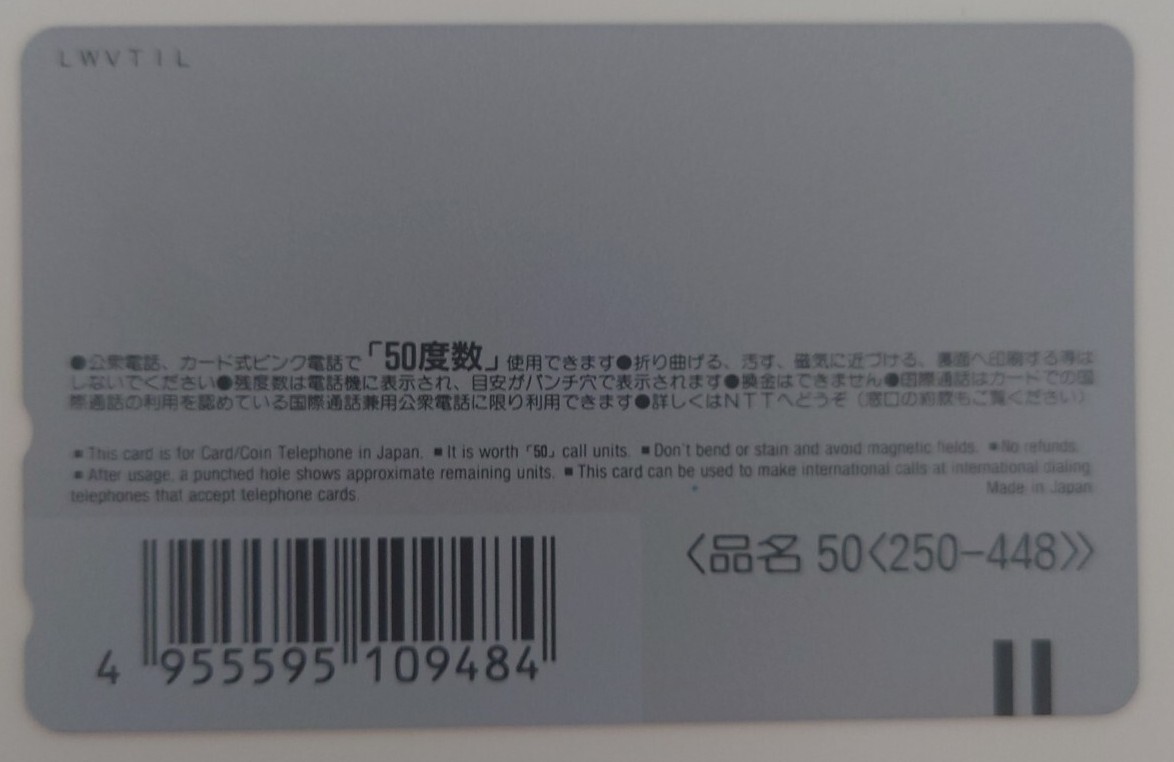 LWVTIL
●公衆電話、カード式ピンク電話で「50度数」使用できます●折り曲げる、汚す、磁気に近づける、裏面へ印刷する等は
しないでください●残度数は電話機に表示され、目安がパンチ穴で表示されます●換金はできません●国際通話はカードでの国
際通話の利用を認めている国際通話兼用公衆電話に限り利用できます●詳しくはNTTへどうぞ（窓口の約款もご覧ください）
■This card is for Card/Coin Telephone in Japan. ■It is worth「50」call units. ■Don't bend or stain and avoid magnetic fields. ■No refunds.
■After usage, a punched hole shows approximate remaining units. ■This card can be used to make international calls at international dialing
telephones that accept telephone cards.
Made in Japan
〈品名 50〈250−448〉〉
4 955595 109484